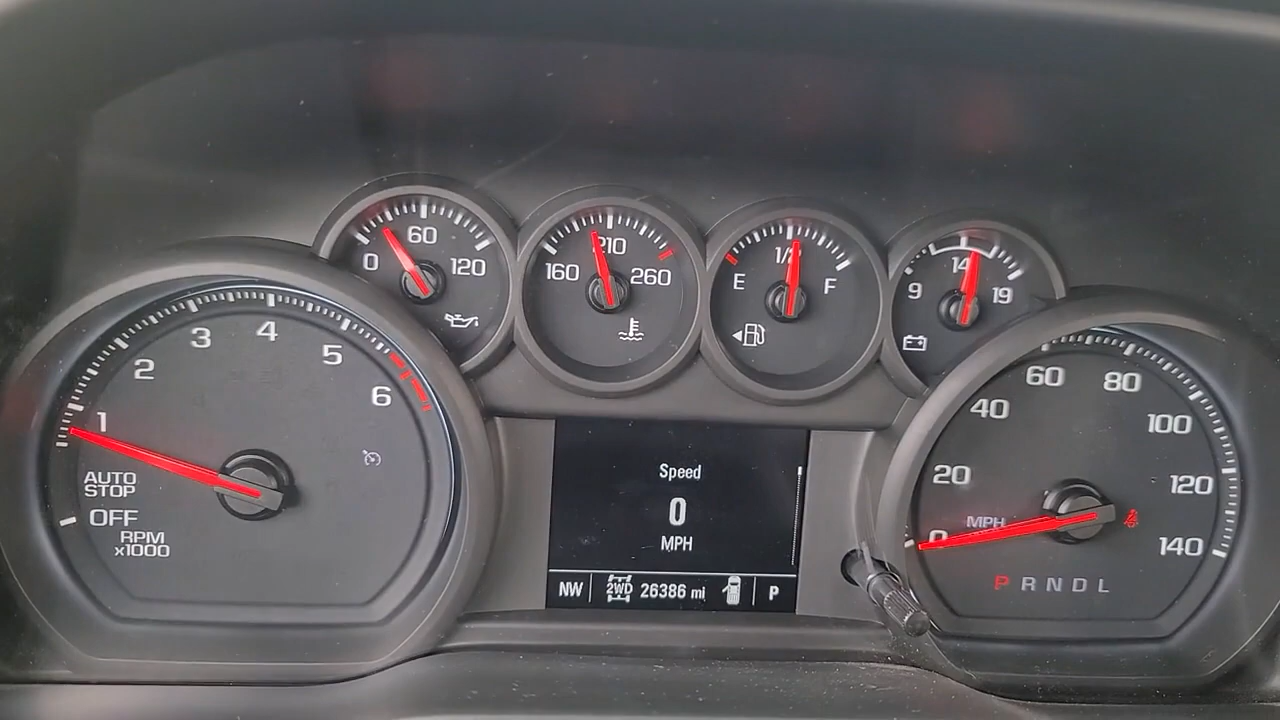 0 60 120
160 210 260
E 1/2 F
9 14 19
1 2 3 4 5 6
AUTO
STOP
OFF
RPM
x1000
Speed
0
MPH
NW 2WD 26386 mi P
0 20 40 60 80 100 120 140
MPH
P R N D L